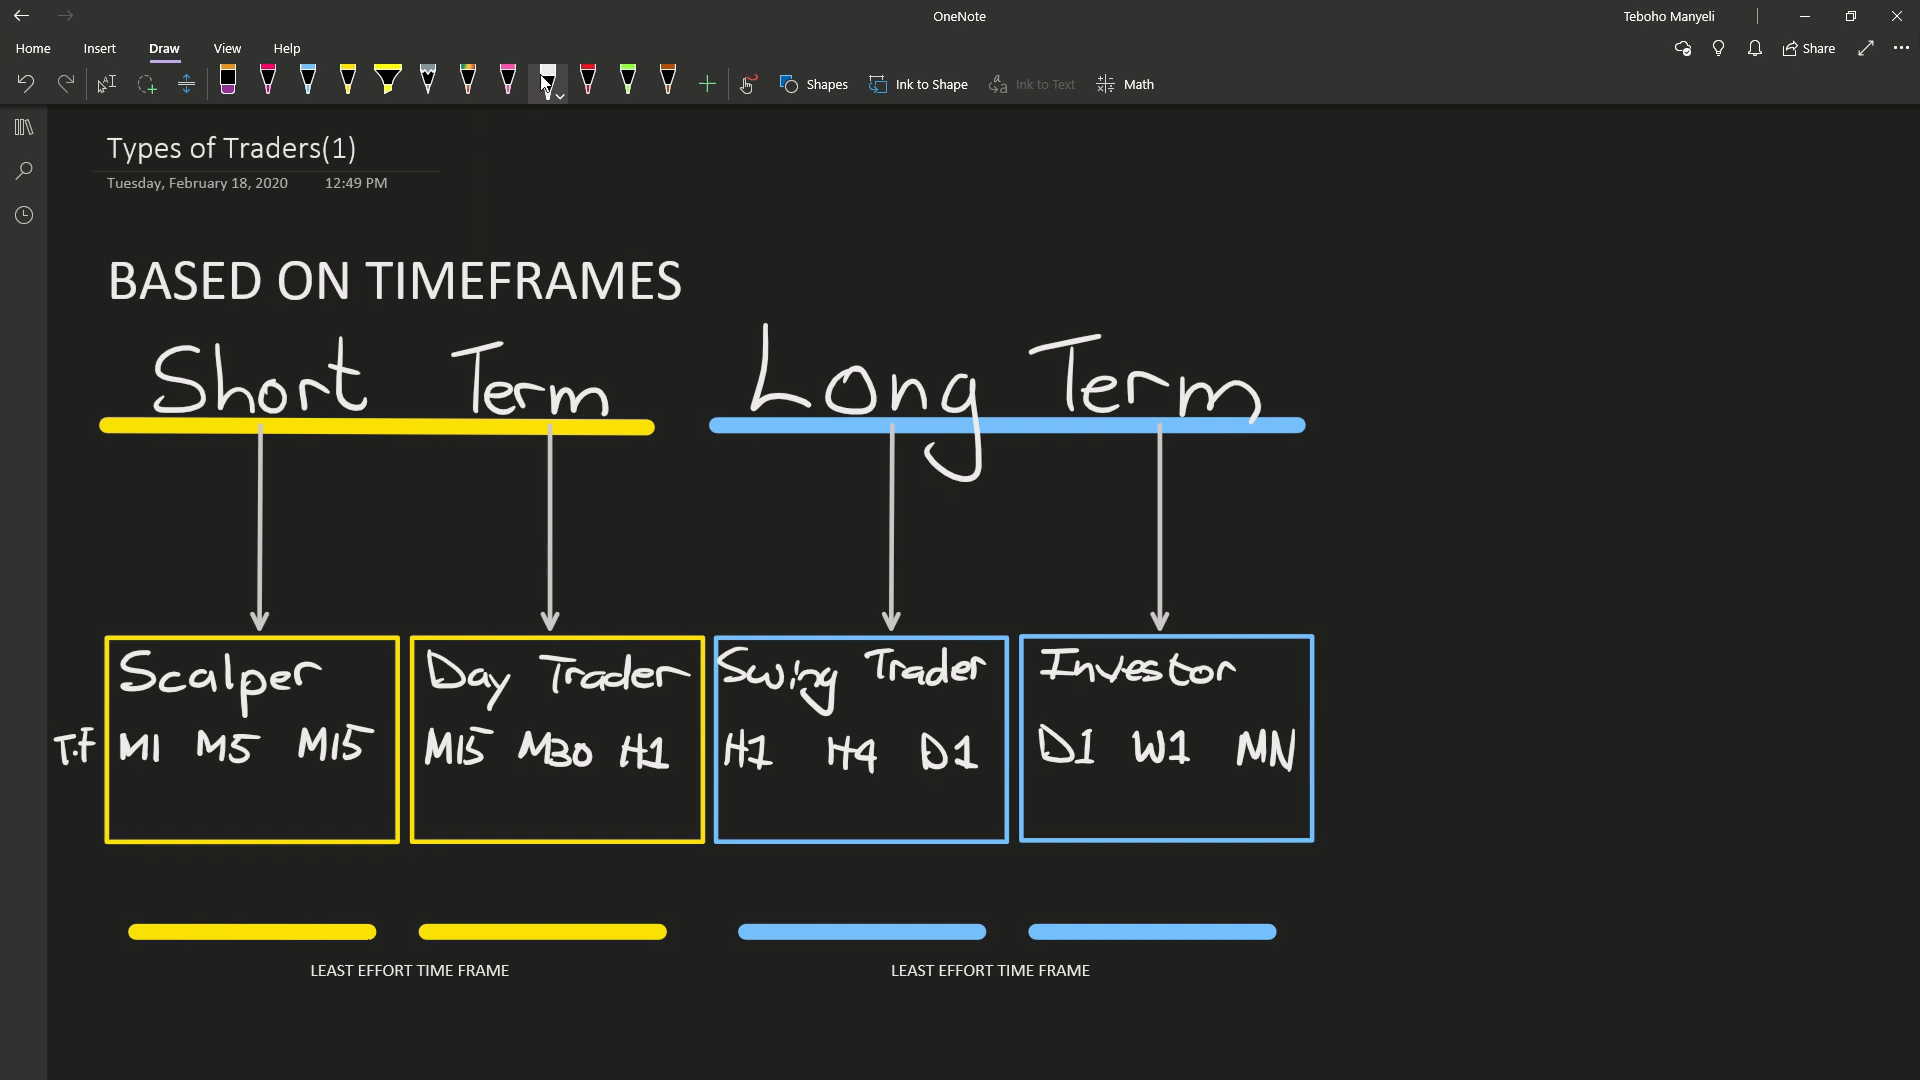 OneNote
Teboho Manyeli
Home Insert Draw View Help
Share
Shapes Ink to Shape Ink to Text Math
Types of Traders(1)
Tuesday, February 18, 2020 12:49 PM
BASED ON TIMEFRAMES
Short Term Long Term
Scalper Day Trader Swing Trader Investor
T.F M1 M5 M15 M15 M30 H1 H1 H4 D1 D1 W1 MN
LEAST EFFORT TIME FRAME LEAST EFFORT TIME FRAME